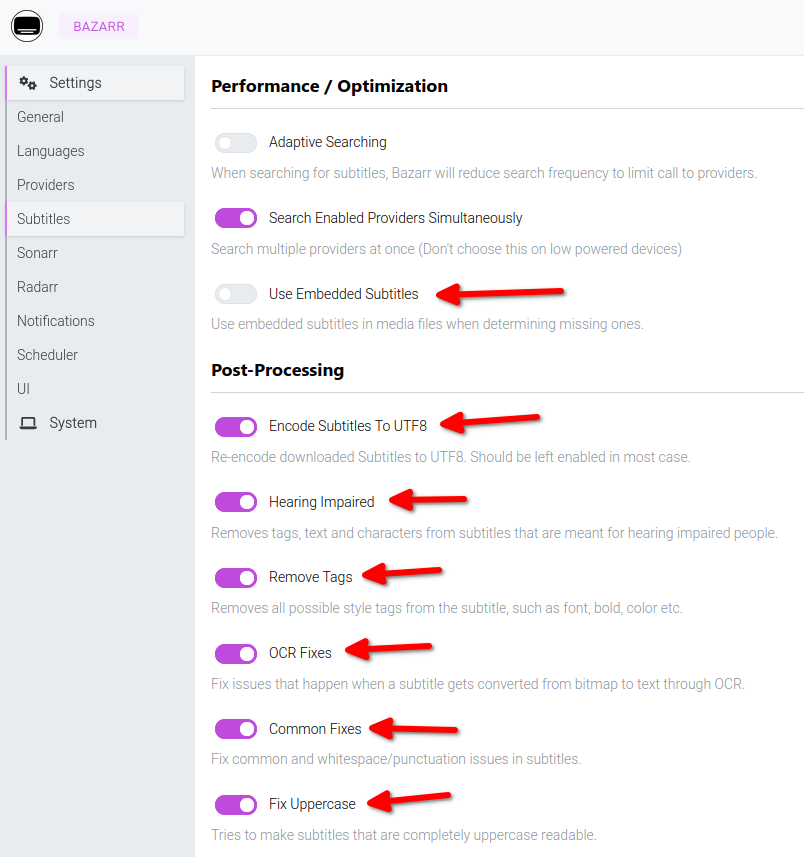 BAZARR
Settings
General
Languages
Providers
Subtitles
Sonarr
Radarr
Notifications
Scheduler
UI
System
Performance / Optimization
Adaptive Searching
When searching for subtitles, Bazarr will reduce search frequency to limit call to providers.
Search Enabled Providers Simultaneously
Search multiple providers at once (Don't choose this on low powered devices)
Use Embedded Subtitles
Use embedded subtitles in media files when determining missing ones.
Post-Processing
Encode Subtitles To UTF8
Re-encode downloaded Subtitles to UTF8. Should be left enabled in most case.
Hearing Impaired
Removes tags, text and characters from subtitles that are meant for hearing impaired people.
Remove Tags
Removes all possible style tags from the subtitle, such as font, bold, color etc.
OCR Fixes
Fix issues that happen when a subtitle gets converted from bitmap to text through OCR.
Common Fixes
Fix common and whitespace/punctuation issues in subtitles.
Fix Uppercase
Tries to make subtitles that are completely uppercase readable.